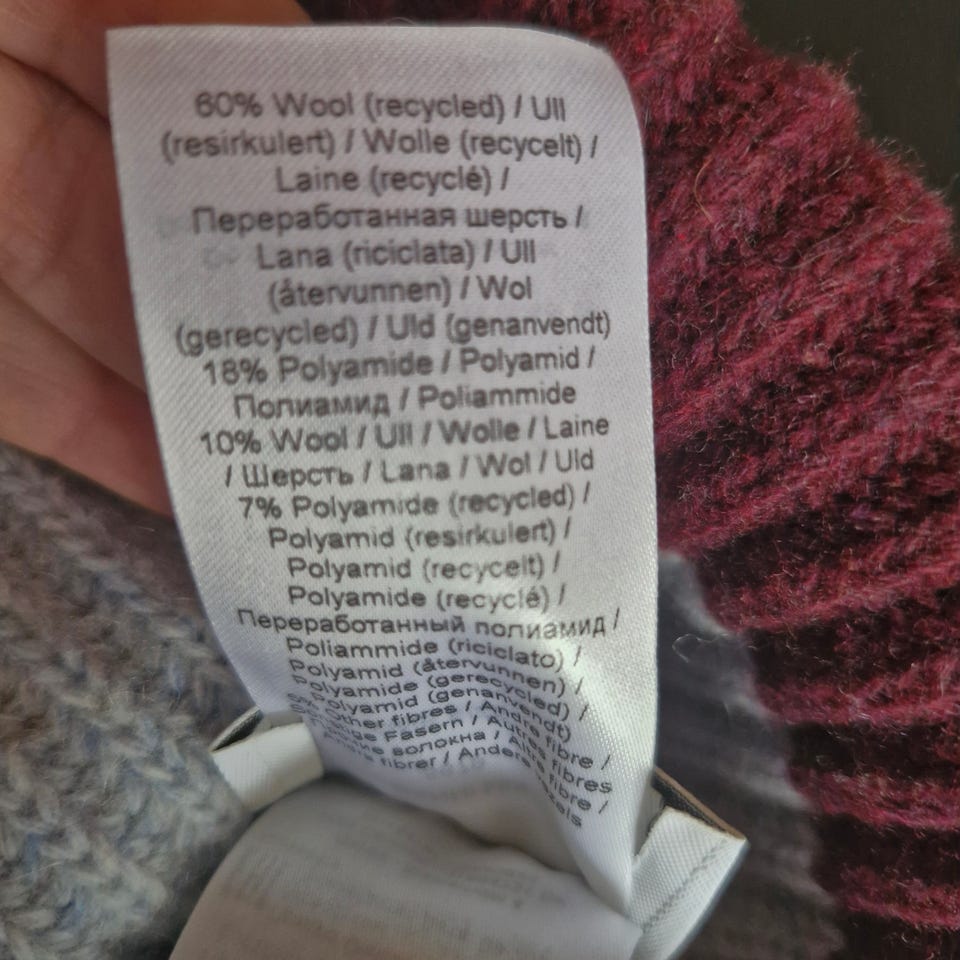 60% Wool (recycled) / Ull
(resirkulert) / Wolle (recycelt) /
Laine (recyclé) /
Переработанная шерсть /
Lana (riciclata) / Ull
(återvunnen) / Wol
(gerecycled) / Uld (genanvendt)
18% Polyamide / Polyamid /
Полиамид / Poliammide
10% Wool / Ull / Wolle / Laine
/ Шерсть / Lana / Wol / Uld
7% Polyamide (recycled) /
Polyamid (resirkulert) /
Polyamid (recycelt) /
Polyamide (recyclé) /
Переработанный полиамид /
Poliammide (riciclato) /
Polyamid (återvunnen) /
Polyamide (gerecycled) /
Polyamid (genanvendt)
Other fibres / Andre fibre /
Fasern / Autres fibres
волокна / Altre fibre /
fibrer / Andere